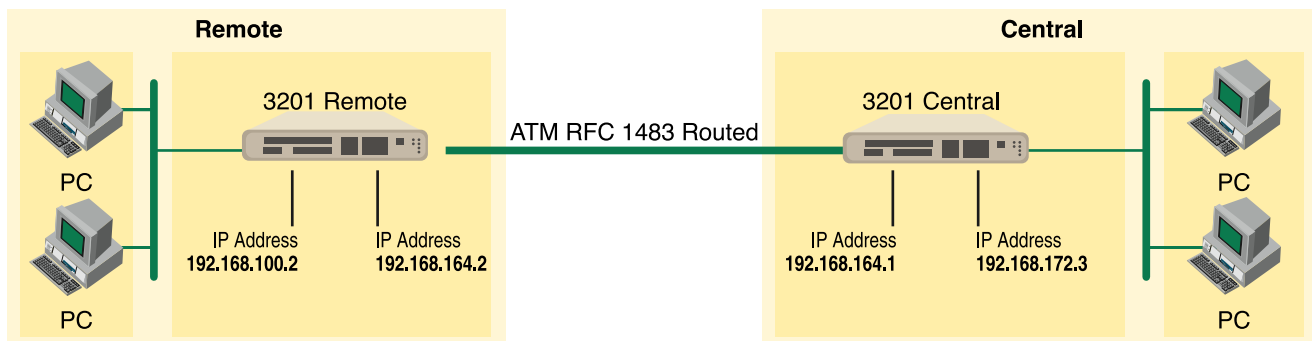 Remote
Central
3201 Remote
3201 Central
ATM RFC 1483 Routed
PC
PC
IP Address
192.168.100.2
IP Address
192.168.164.2
IP Address
192.168.164.1
IP Address
192.168.172.3
PC
PC